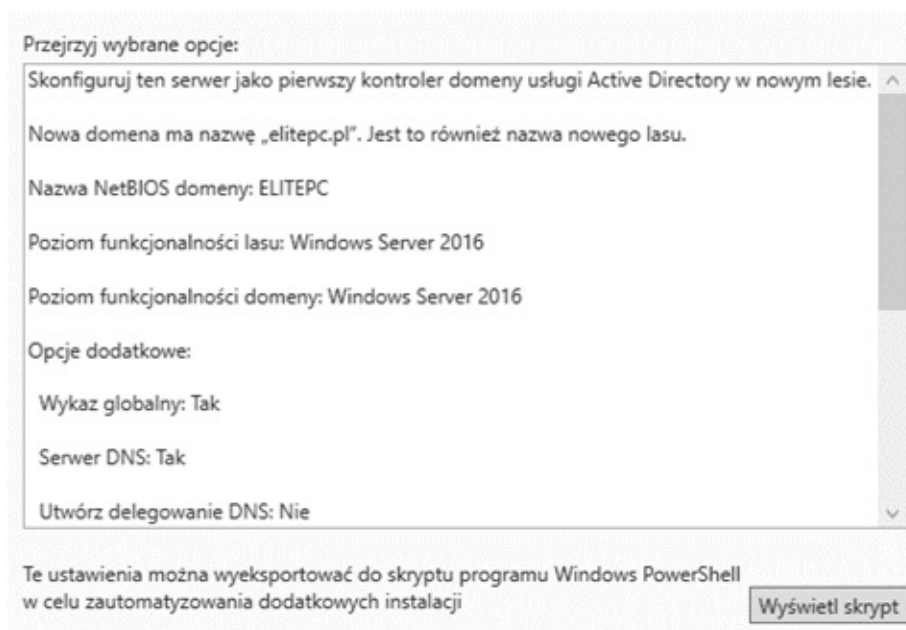 Przejrzyj wybrane opcje:
Skonfiguruj ten serwer jako pierwszy kontroler domeny usługi Active Directory w nowym lesie.
Nowa domena ma nazwę „elitepc.pl”. Jest to również nazwa nowego lasu.
Nazwa NetBIOS domeny: ELITEPC
Poziom funkcjonalności lasu: Windows Server 2016
Poziom funkcjonalności domeny: Windows Server 2016
Opcje dodatkowe:
Wykaz globalny: Tak
Serwer DNS: Tak
Utwórz delegowanie DNS: Nie
Te ustawienia można wyeksportować do skryptu programu Windows PowerShell
w celu zautomatyzowania dodatkowych instalacji
Wyświetl skrypt